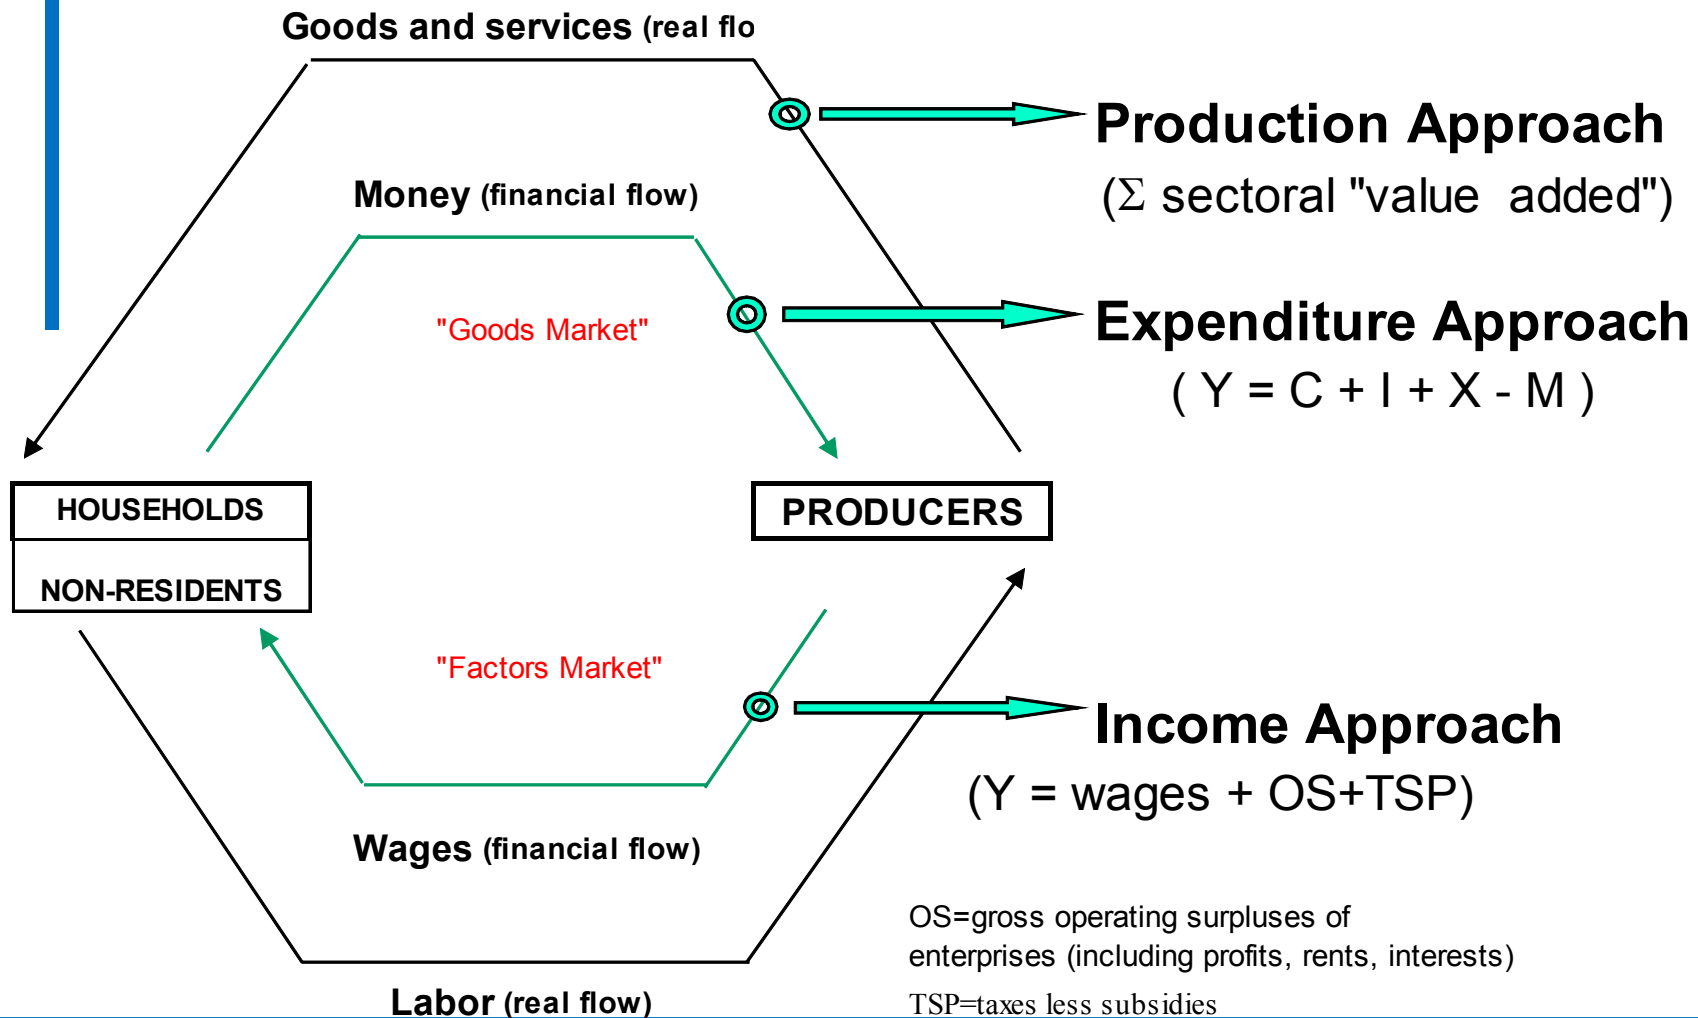 Goods and services (real flo
Production Approach
(Σ sectoral "value added")
Money (financial flow)
"Goods Market"
Expenditure Approach
( Y = C + I + X - M )
HOUSEHOLDS
PRODUCERS
NON-RESIDENTS
"Factors Market"
Income Approach
(Y = wages + OS+TSP)
Wages (financial flow)
OS=gross operating surpluses of
enterprises (including profits, rents, interests)
Labor (real flow)
TSP=taxes less subsidies